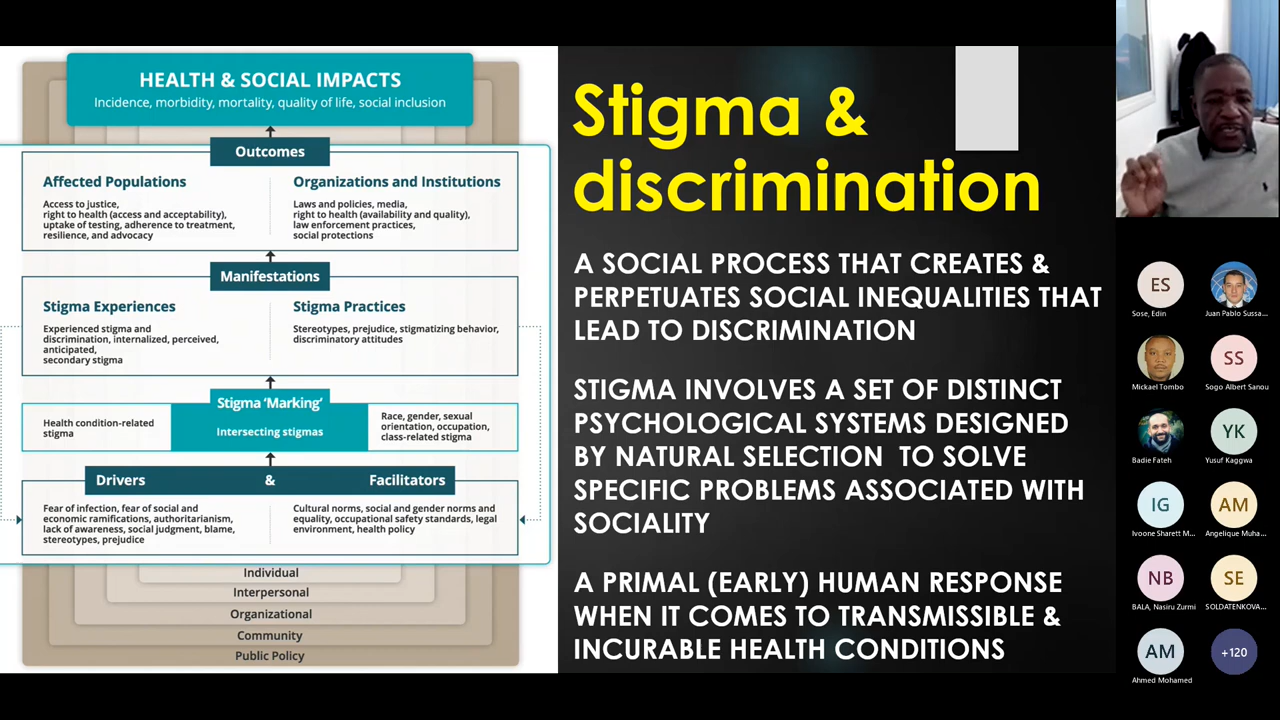 HEALTH & SOCIAL IMPACTS
Incidence, morbidity, mortality, quality of life, social inclusion
Outcomes
Affected Populations
Access to justice,
right to health (access and acceptability),
uptake of testing, adherence to treatment,
resilience, and advocacy
Organizations and Institutions
Laws and policies, media,
right to health (availability and quality),
law enforcement practices,
social protections
Manifestations
Stigma Experiences
Experienced stigma and
discrimination, internalized, perceived,
anticipated,
secondary stigma
Stigma Practices
Stereotypes, prejudice, stigmatizing behavior,
discriminatory attitudes
Stigma ‘Marking’
Intersecting stigmas
Health condition-related
stigma
Race, gender, sexual
orientation, occupation,
class-related stigma
Drivers & Facilitators
Fear of infection, fear of social and
economic ramifications, authoritarianism,
lack of awareness, social judgment, blame,
stereotypes, prejudice
Cultural norms, social and gender norms and
equality, occupational safety standards, legal
environment, health policy
Individual
Interpersonal
Organizational
Community
Public Policy
Stigma &
discrimination
A SOCIAL PROCESS THAT CREATES &
PERPETUATES SOCIAL INEQUALITIES THAT
LEAD TO DISCRIMINATION
STIGMA INVOLVES A SET OF DISTINCT
PSYCHOLOGICAL SYSTEMS DESIGNED
BY NATURAL SELECTION TO SOLVE
SPECIFIC PROBLEMS ASSOCIATED WITH
SOCIALITY
A PRIMAL (EARLY) HUMAN RESPONSE
WHEN IT COMES TO TRANSMISSIBLE &
INCURABLE HEALTH CONDITIONS
ES
Sose, Edin
Juan Pablo Sussa...
Mickael Tombo
SS
Sogo Albert Sanou
Badie Fateh
YK
Yusuf Kaggwa
IG
Ivoone Sharett M...
AM
Angelique Muha...
NB
BALA, Nasiru Zurmi
SE
SOLDATENKOVA...
AM
Ahmed Mohamed
+120